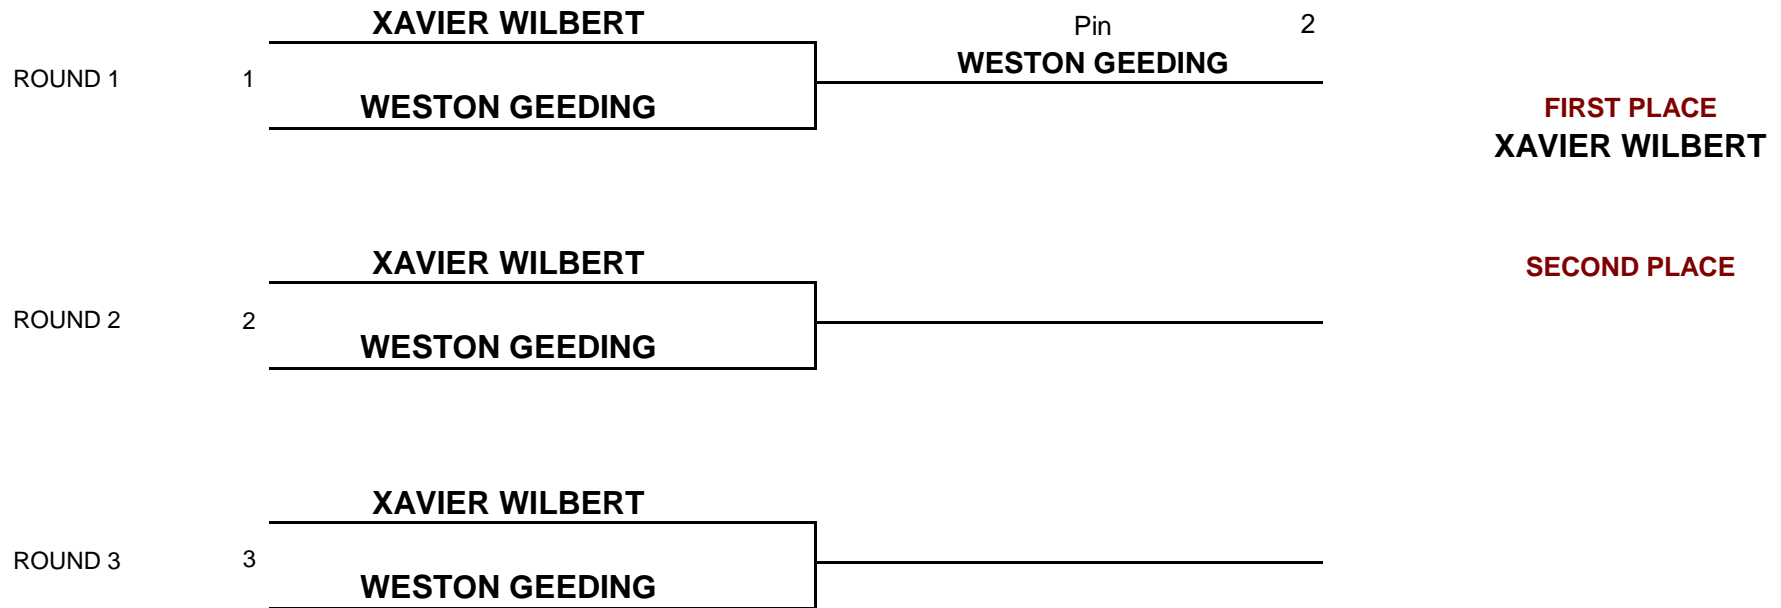 XAVIER WILBERT
Pin 2
WESTON GEEDING
ROUND 1 1
WESTON GEEDING
FIRST PLACE
XAVIER WILBERT
XAVIER WILBERT
SECOND PLACE
ROUND 2 2
WESTON GEEDING
XAVIER WILBERT
ROUND 3 3
WESTON GEEDING